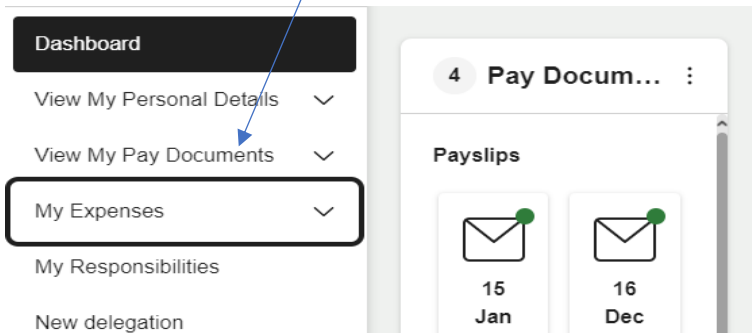 Dashboard
View My Personal Details
View My Pay Documents
My Expenses
My Responsibilities
New delegation
4 Pay Docum...
Payslips
15
Jan
16
Dec